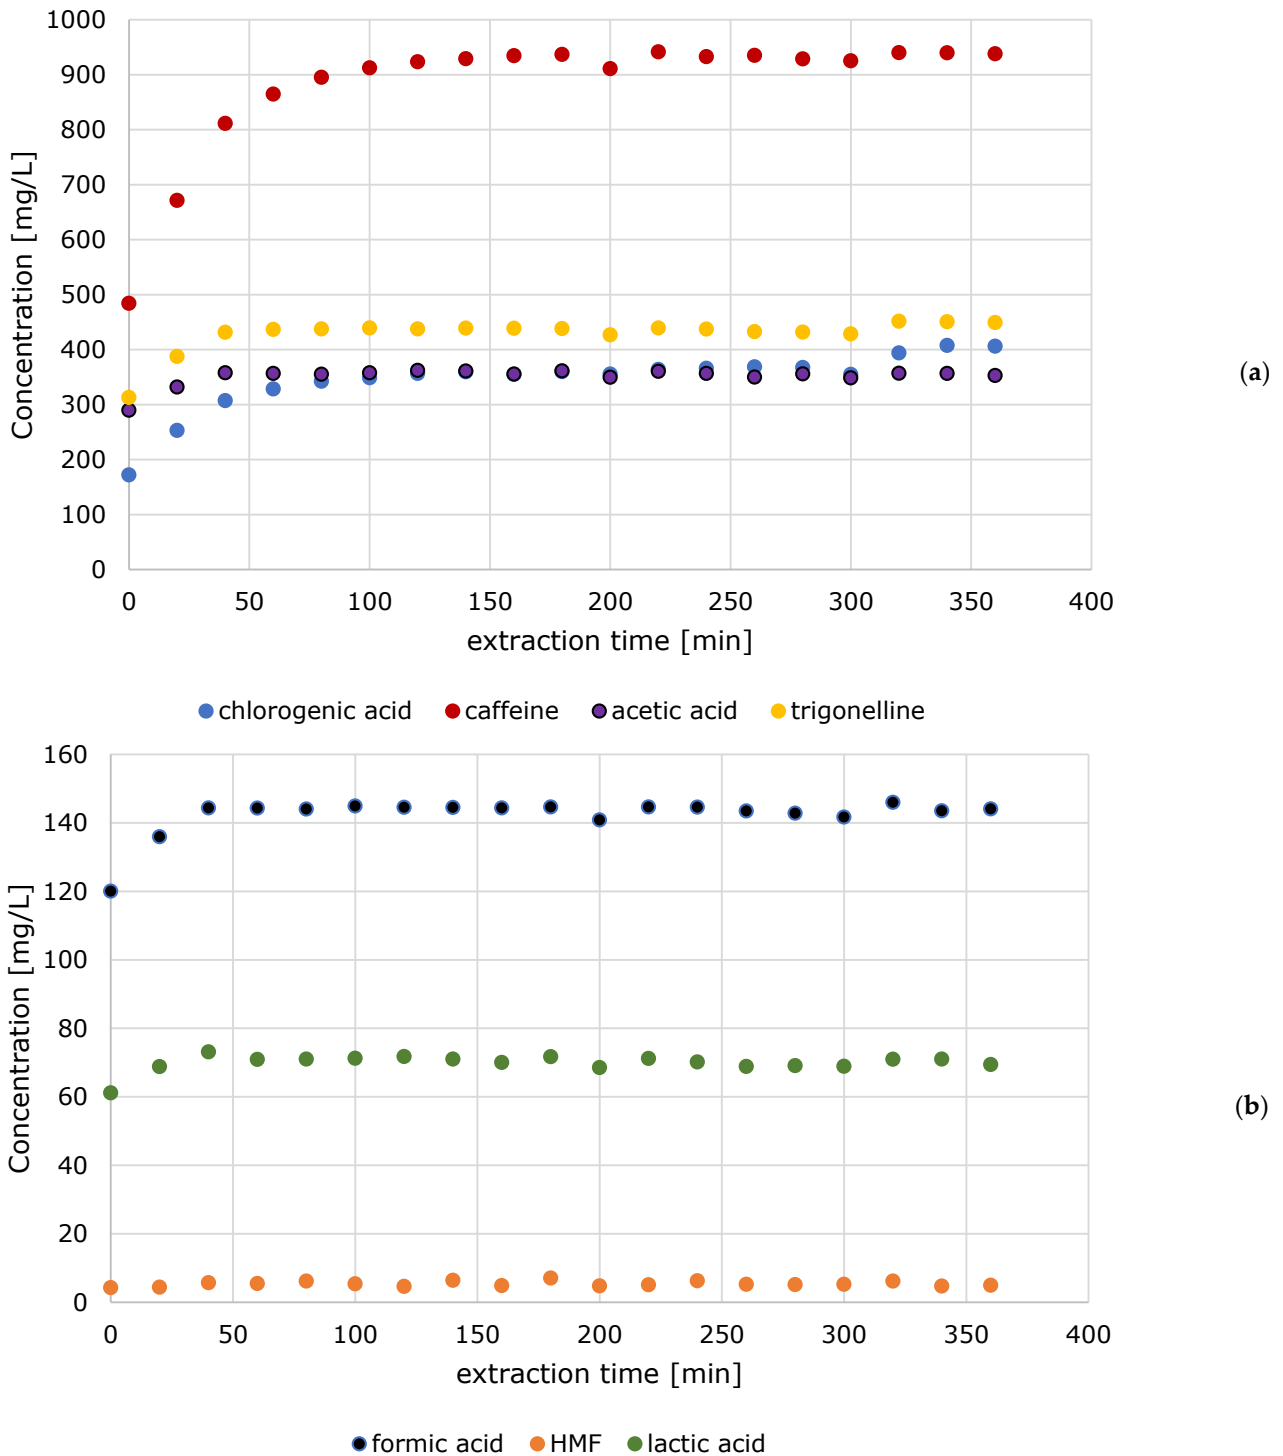 1000
900
800
700
600
500
400
300
200
100
0
Concentration [mg/L]
0 50 100 150 200 250 300 350 400
extraction time [min]
(a)
chlorogenic acid caffeine acetic acid trigonelline
160
140
120
100
80
60
40
20
0
Concentration [mg/L]
0 50 100 150 200 250 300 350 400
extraction time [min]
(b)
formic acid HMF lactic acid